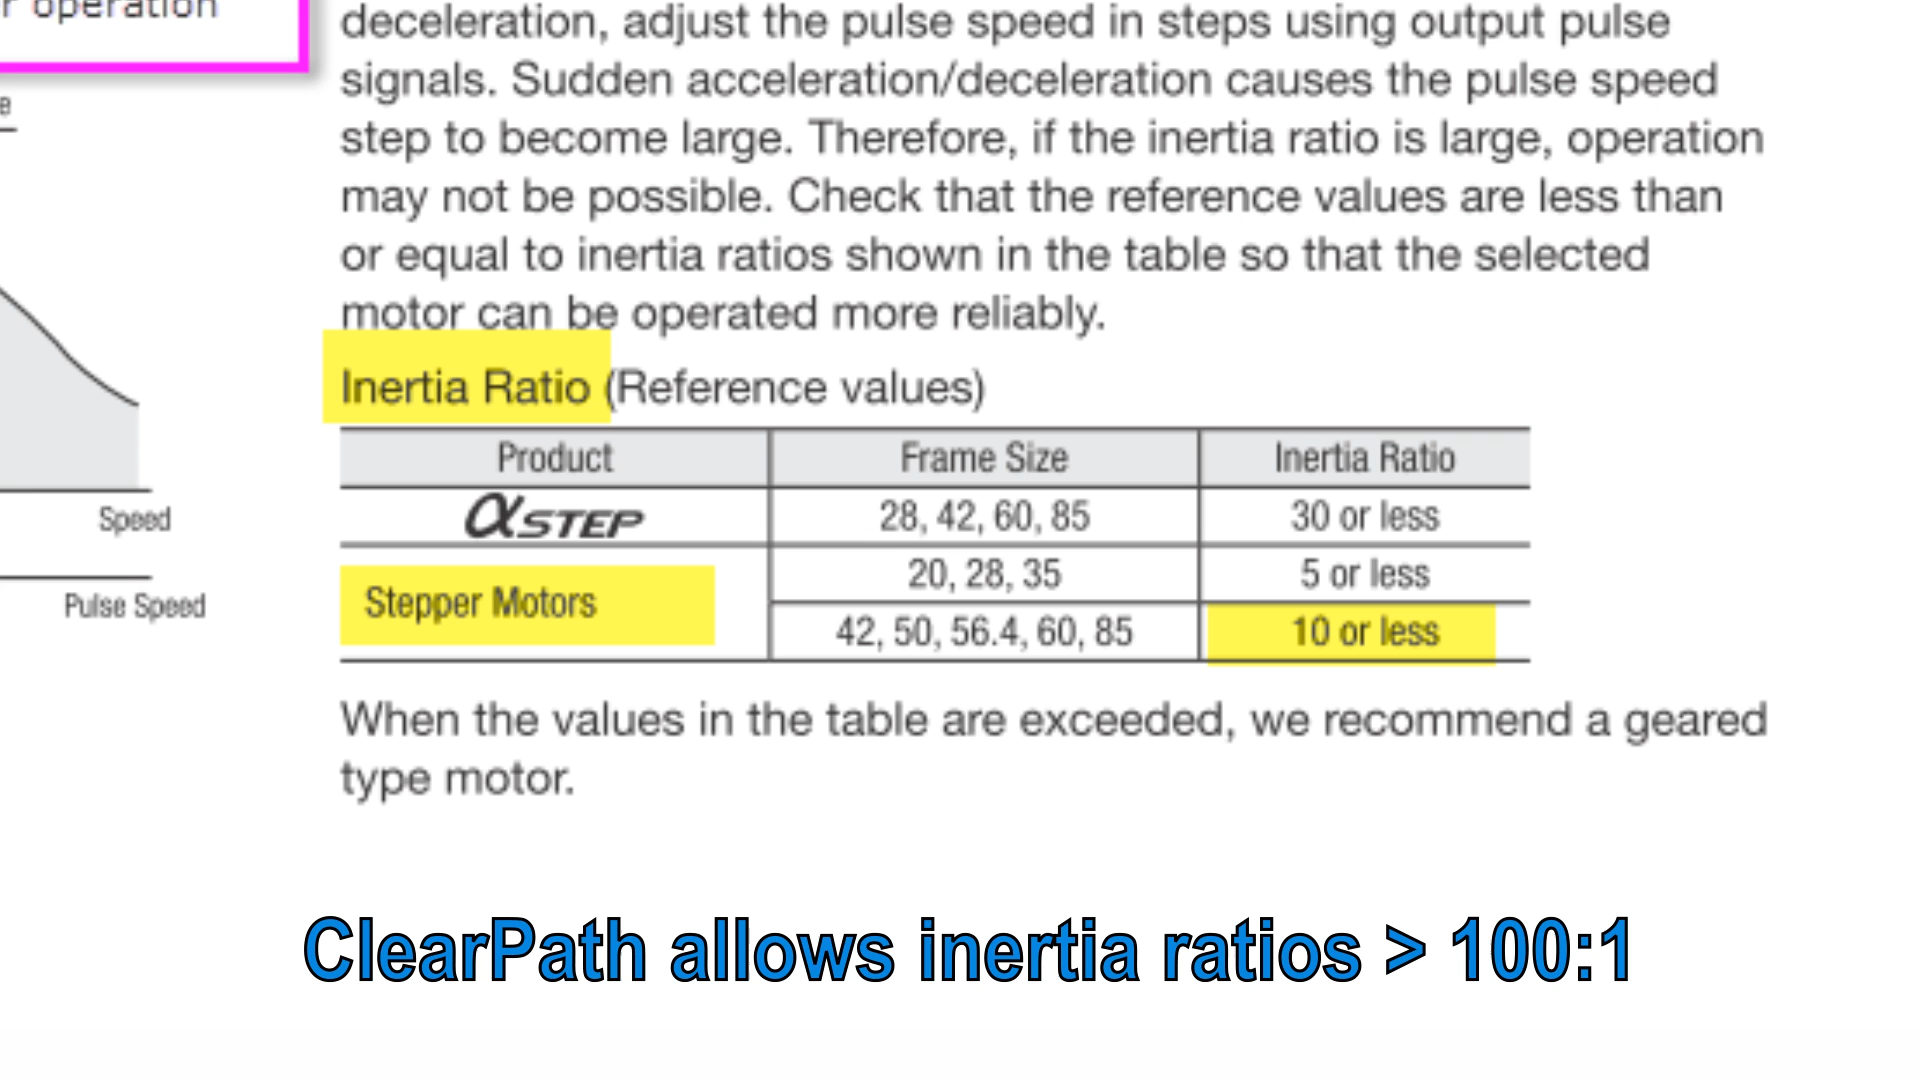 r operation
e
Speed
Pulse Speed
deceleration, adjust the pulse speed in steps using output pulse
signals. Sudden acceleration/deceleration causes the pulse speed
step to become large. Therefore, if the inertia ratio is large, operation
may not be possible. Check that the reference values are less than
or equal to inertia ratios shown in the table so that the selected
motor can be operated more reliably.
Inertia Ratio (Reference values)
Product Frame Size Inertia Ratio
αSTEP 28, 42, 60, 85 30 or less
Stepper Motors 20, 28, 35 5 or less
42, 50, 56.4, 60, 85 10 or less
When the values in the table are exceeded, we recommend a geared
type motor.
ClearPath allows inertia ratios > 100:1